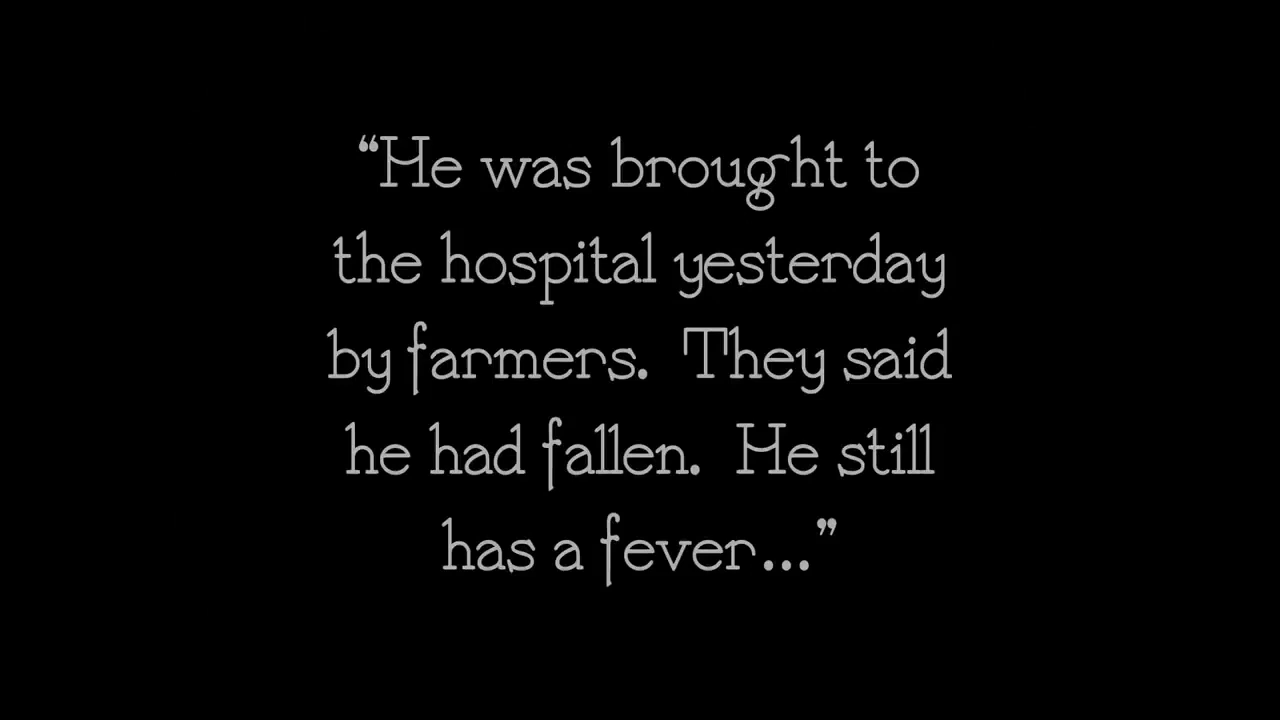 “He was brought to
the hospital yesterday
by farmers.  They said
he had fallen.  He still
has a fever...”